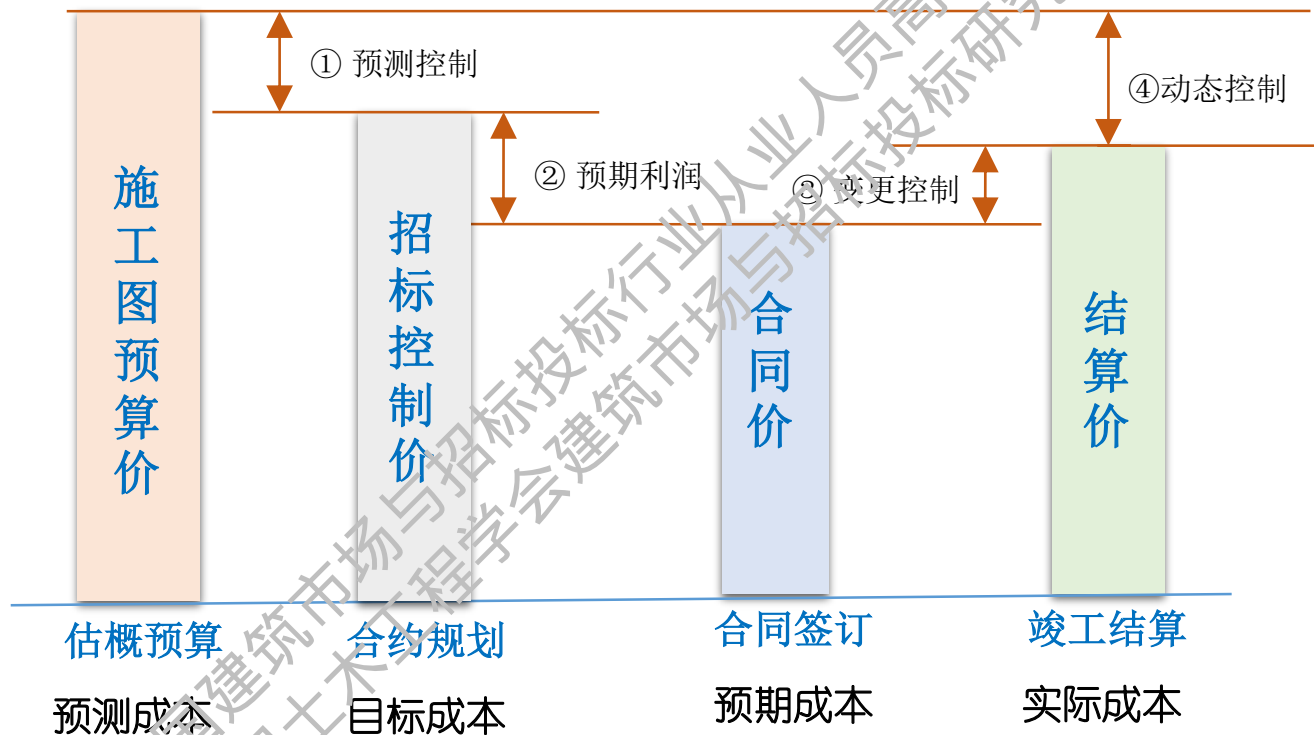 ① 预测控制
② 预期利润
③ 变更控制
④动态控制
施工图预算价
招标控制价
合同价
结算价
估概预算
合约规划
合同签订
竣工结算
预测成本
目标成本
预期成本
实际成本
建筑市场与招标投标行业从业人员高
土木工程学会建筑市场与招标投标研究